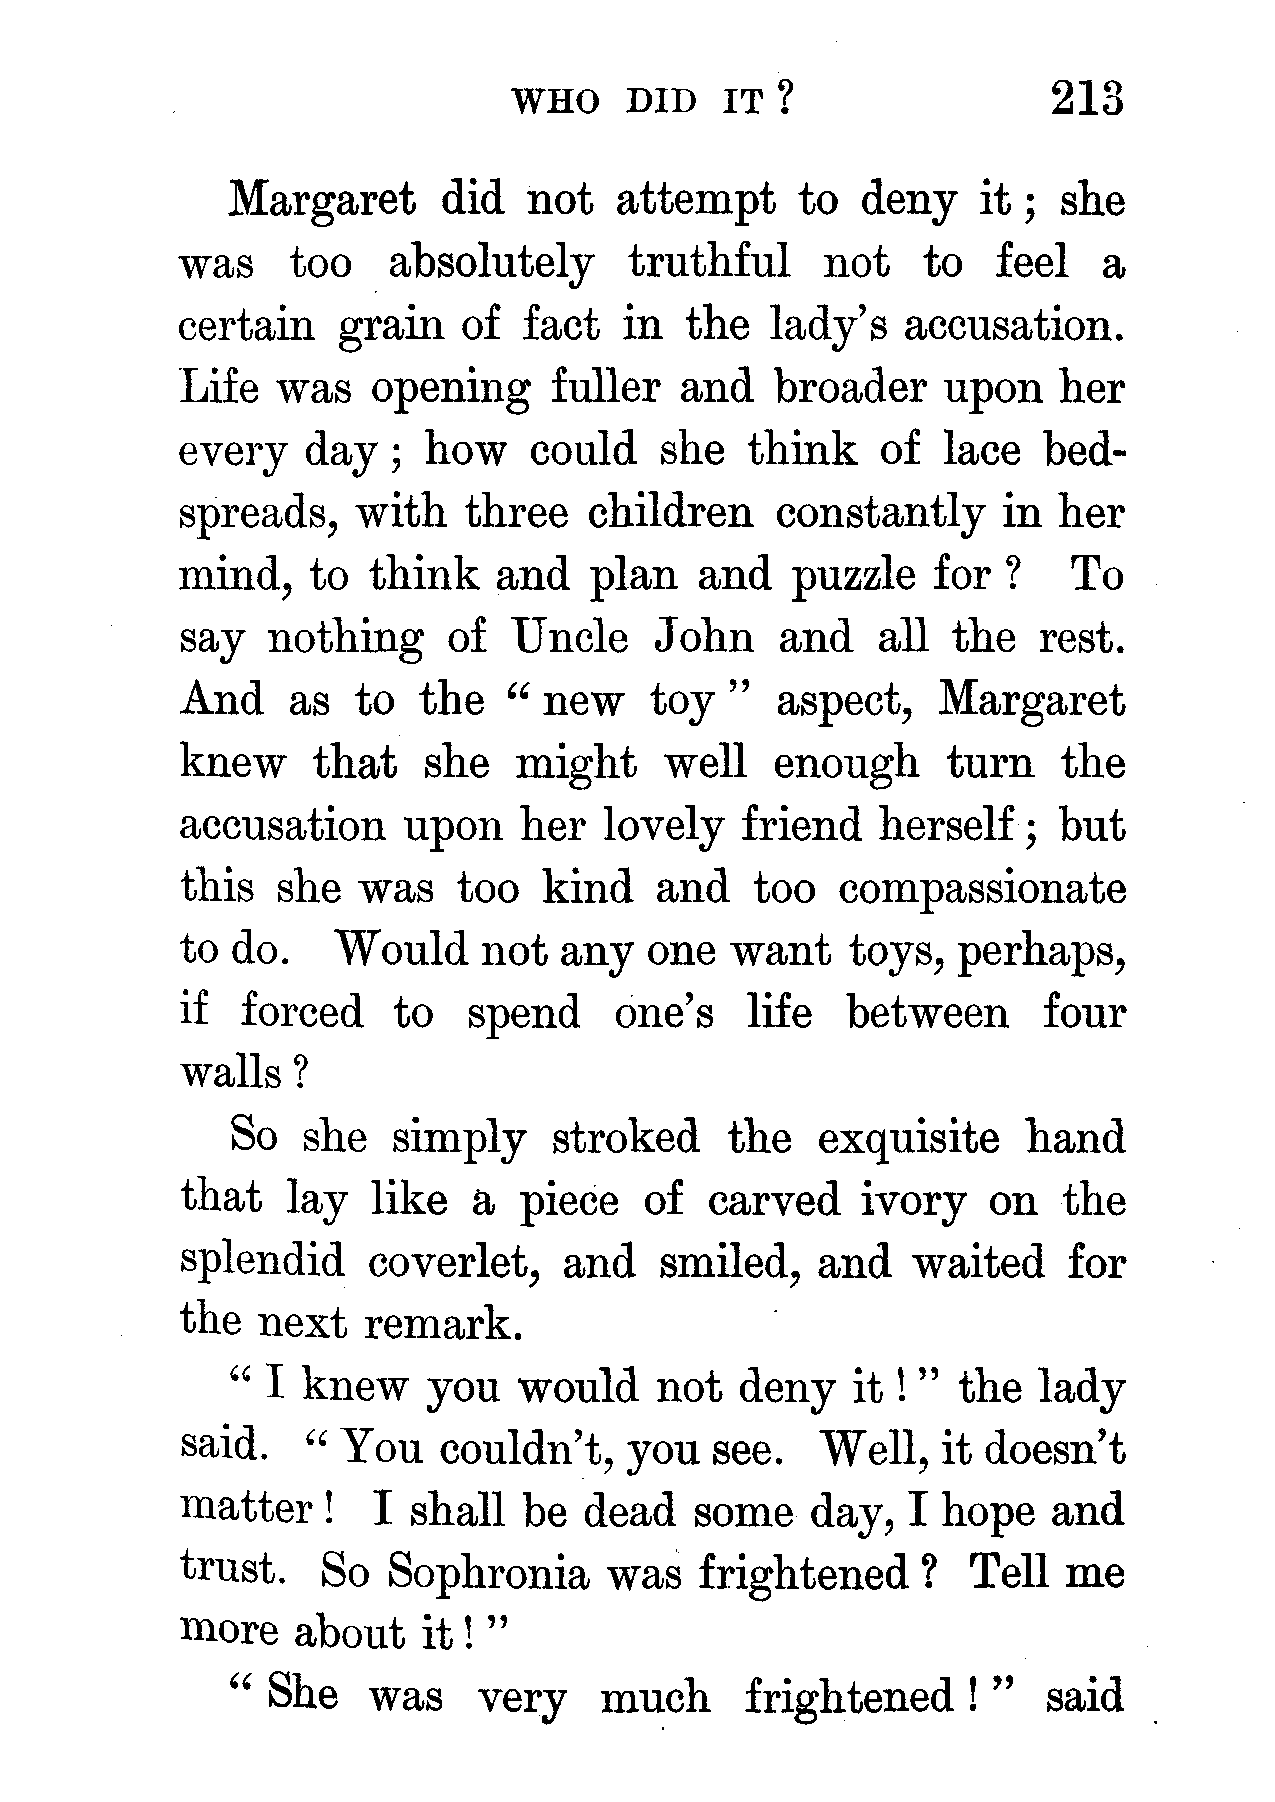 WHO DID IT ? 213
Margaret did not attempt to deny it ; she
was too absolutely truthful not to feel a
certain grain of fact in the lady's accusation.
Life was opening fuller and broader upon her
every day ; how could she think of lace bed-
spreads, with three children constantly in her
mind, to think and plan and puzzle for ? To
say nothing of Uncle John and all the rest.
And as to the “ new toy ” aspect, Margaret
knew that she might well enough turn the
accusation upon her lovely friend herself ; but
this she was too kind and too compassionate
to do. Would not any one want toys, perhaps,
if forced to spend one's life between four
walls ?
So she simply stroked the exquisite hand
that lay like a piece of carved ivory on the
splendid coverlet, and smiled, and waited for
the next remark.
“ I knew you would not deny it ! ” the lady
said. “ You couldn't, you see. Well, it doesn't
matter ! I shall be dead some day, I hope and
trust. So Sophronia was frightened ? Tell me
more about it ! ”
“ She was very much frightened ! ” said